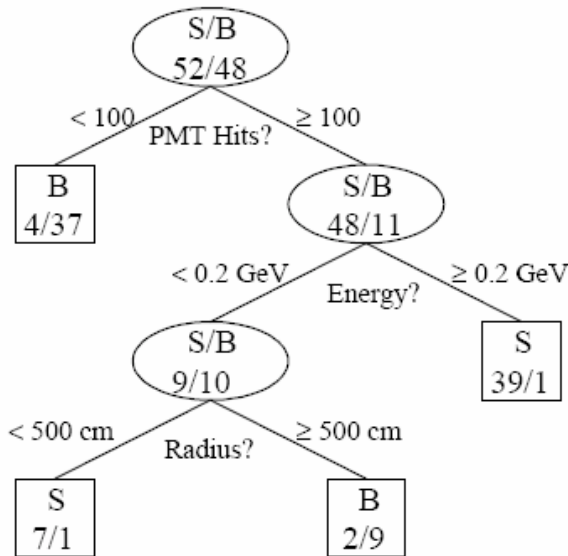 S/B
52/48
< 100
≥ 100
PMT Hits?
B
4/37
S/B
48/11
< 0.2 GeV
≥ 0.2 GeV
Energy?
S/B
9/10
S
39/1
< 500 cm
≥ 500 cm
Radius?
S
7/1
B
2/9